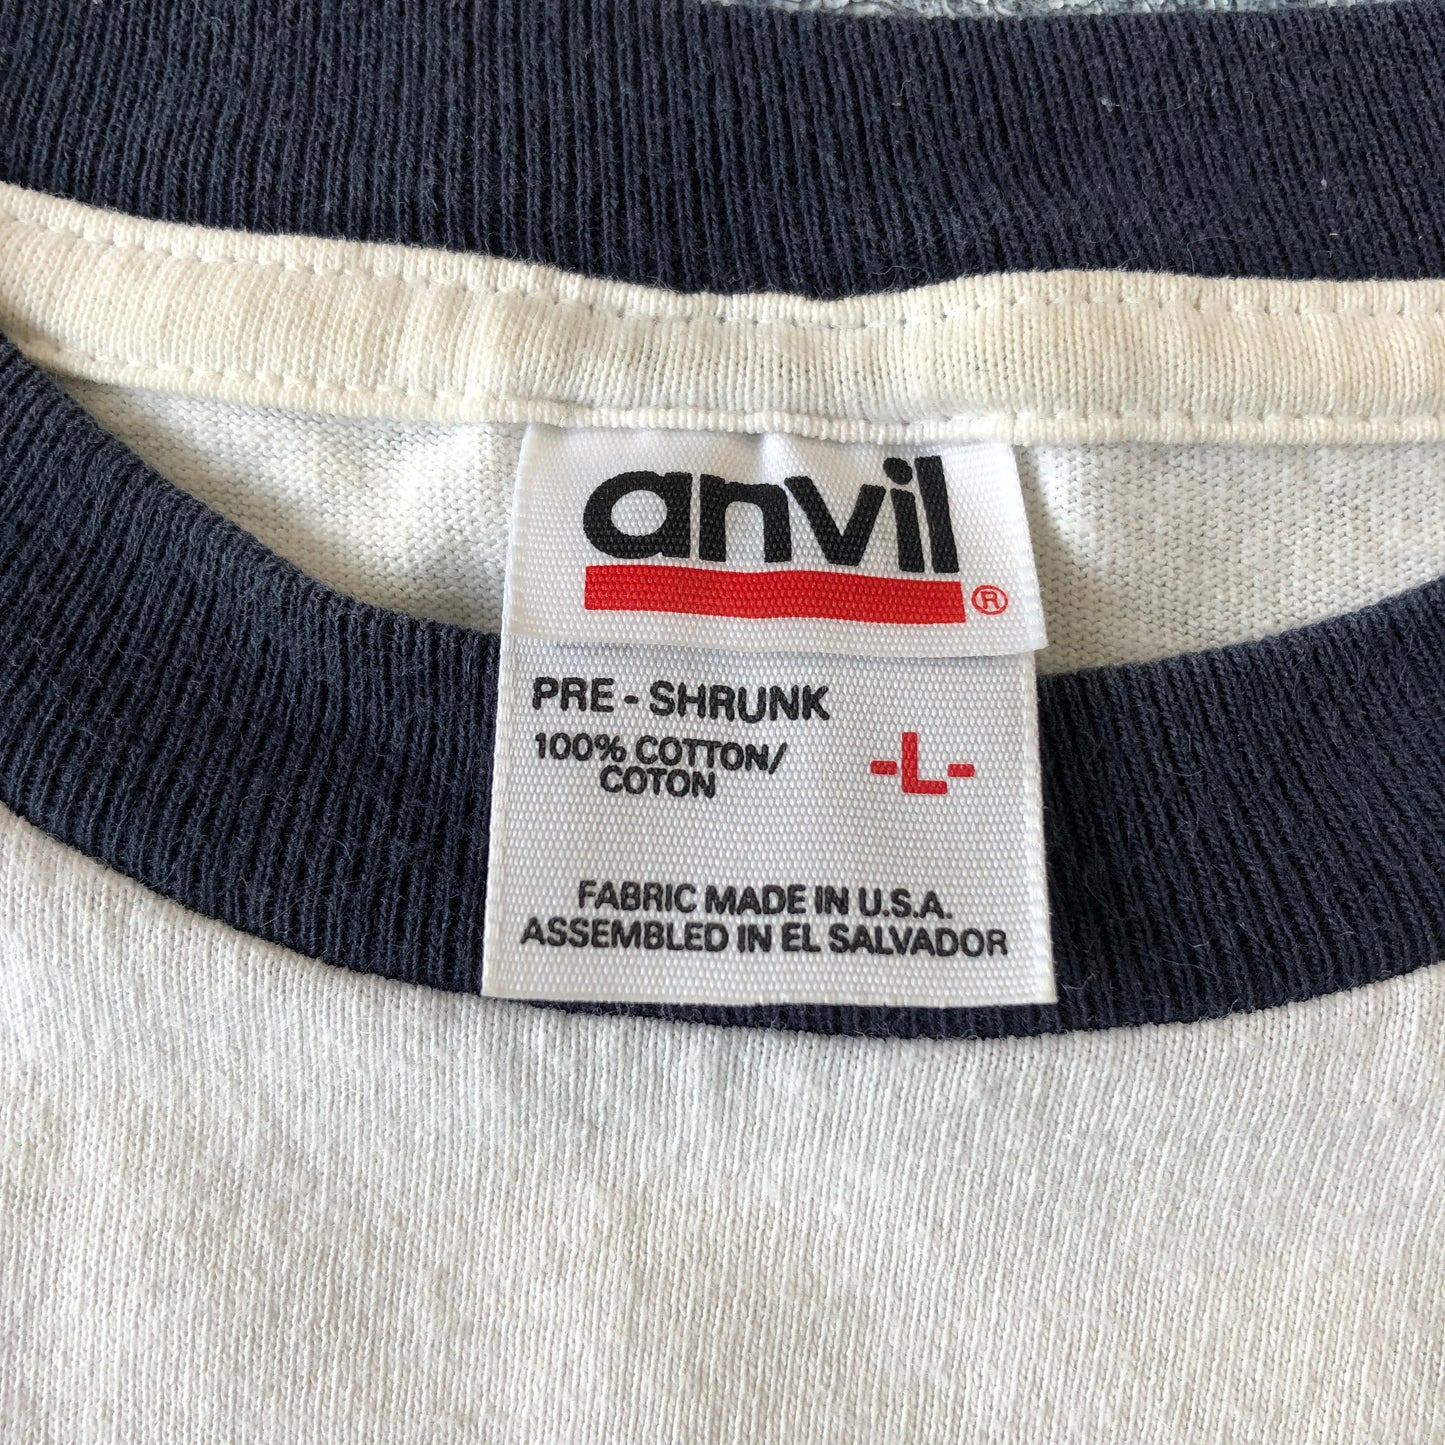 anvil®
PRE - SHRUNK
100% COTTON/
COTON
-L-
FABRIC MADE IN U.S.A.
ASSEMBLED IN EL SALVADOR